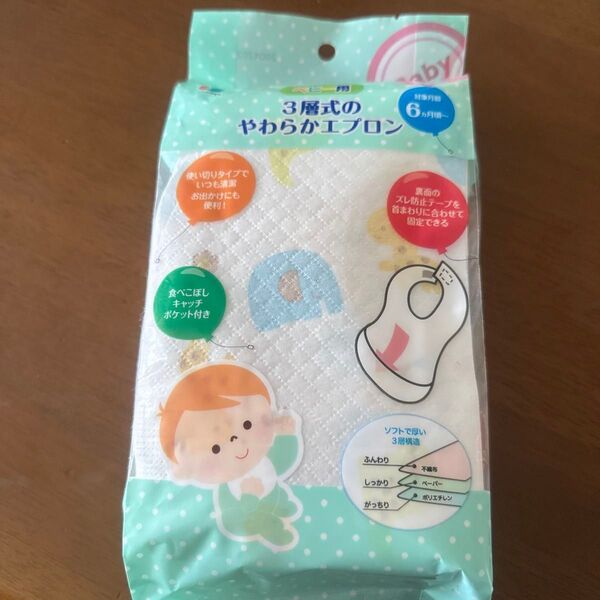 Baby
ベビー用
3層式の
やわらかエプロン
対象月齢
6ヵ月頃~
使い切りタイプで
いつも清潔
お出かけにも
便利!
裏面の
ズレ防止テープを
首まわりに合わせて
固定できる
食べこぼし
キャッチ
ポケット付き
ソフトで厚い
3層構造
ふんわり
不織布
しっかり
ペーパー
がっちり
ポリエチレン